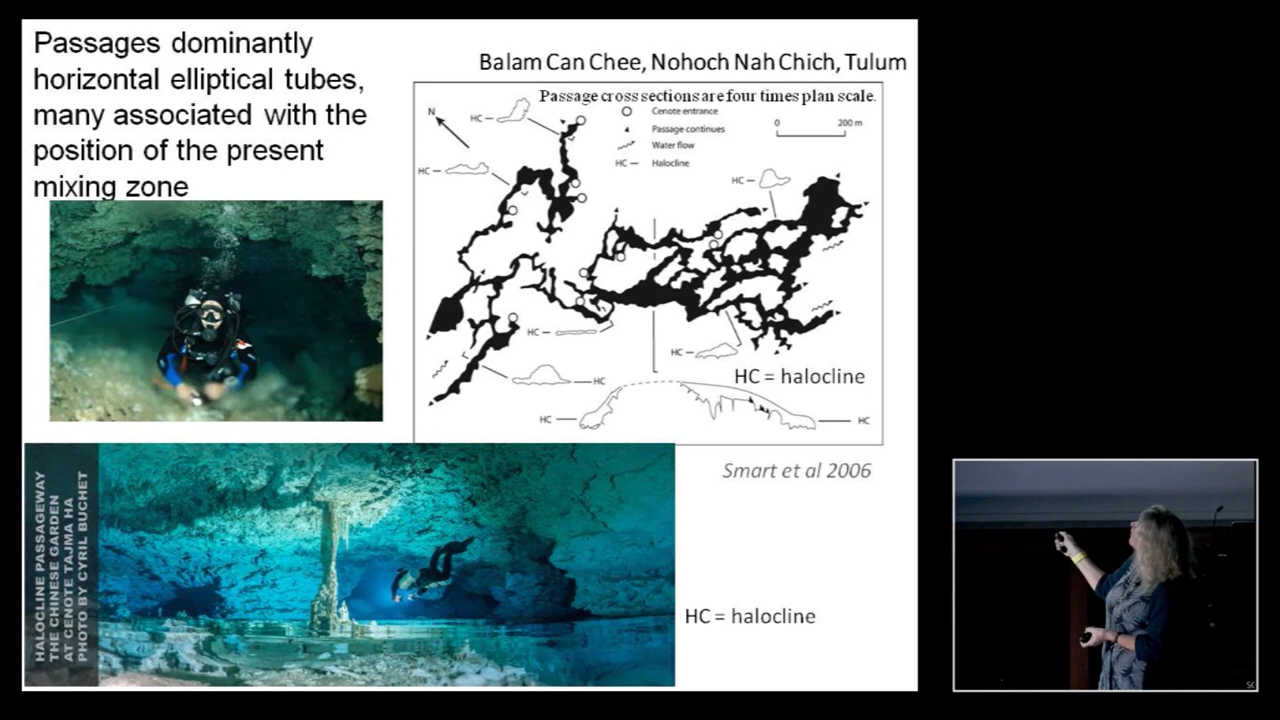 Passages dominantly
horizontal elliptical tubes,
many associated with the
position of the present
mixing zone
Balam Can Chee, Nohoch Nah Chich, Tulum
Passage cross sections are four times plan scale.
N
HC
Cenote entrance
Passage continues
Water flow
HC — Halocline
0 200 m
HC
HC
HC
HC
HC
HC = halocline
HC
HC
Smart et al 2006
HALOCLINE PASSAGEWAY
THE CHINESE GARDEN
AT CENOTE TAJMA HA
PHOTO BY CYRIL BUCHET
HC = halocline